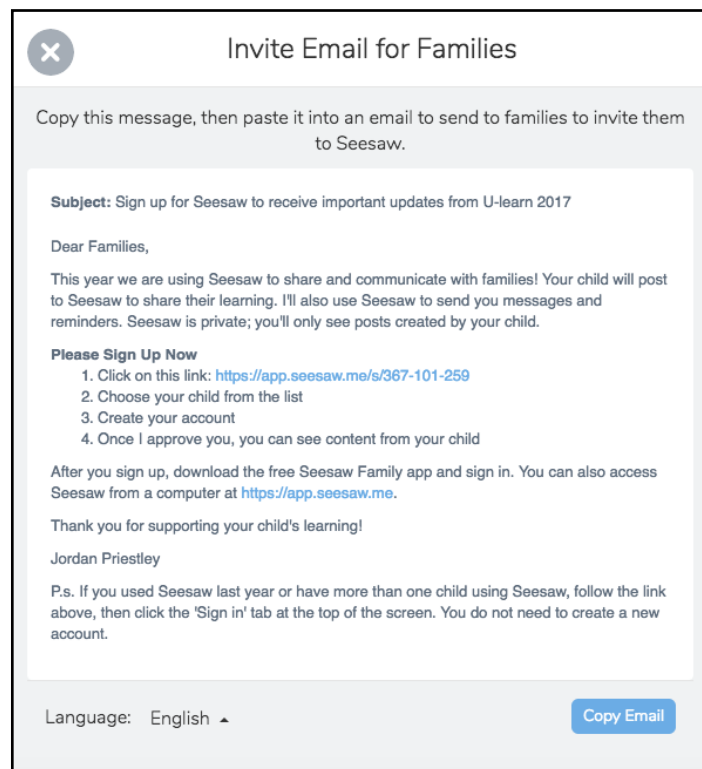 Invite Email for Families
Copy this message, then paste it into an email to send to families to invite them
to Seesaw.
Subject: Sign up for Seesaw to receive important updates from U-learn 2017
Dear Families,
This year we are using Seesaw to share and communicate with families! Your child will post
to Seesaw to share their learning. I'll also use Seesaw to send you messages and
reminders. Seesaw is private; you'll only see posts created by your child.
Please Sign Up Now
1. Click on this link: https://app.seesaw.me/s/367-101-259
2. Choose your child from the list
3. Create your account
4. Once I approve you, you can see content from your child
After you sign up, download the free Seesaw Family app and sign in. You can also access
Seesaw from a computer at https://app.seesaw.me.
Thank you for supporting your child's learning!
Jordan Priestley
P.s. If you used Seesaw last year or have more than one child using Seesaw, follow the link
above, then click the 'Sign in' tab at the top of the screen. You do not need to create a new
account.
Language: English
Copy Email